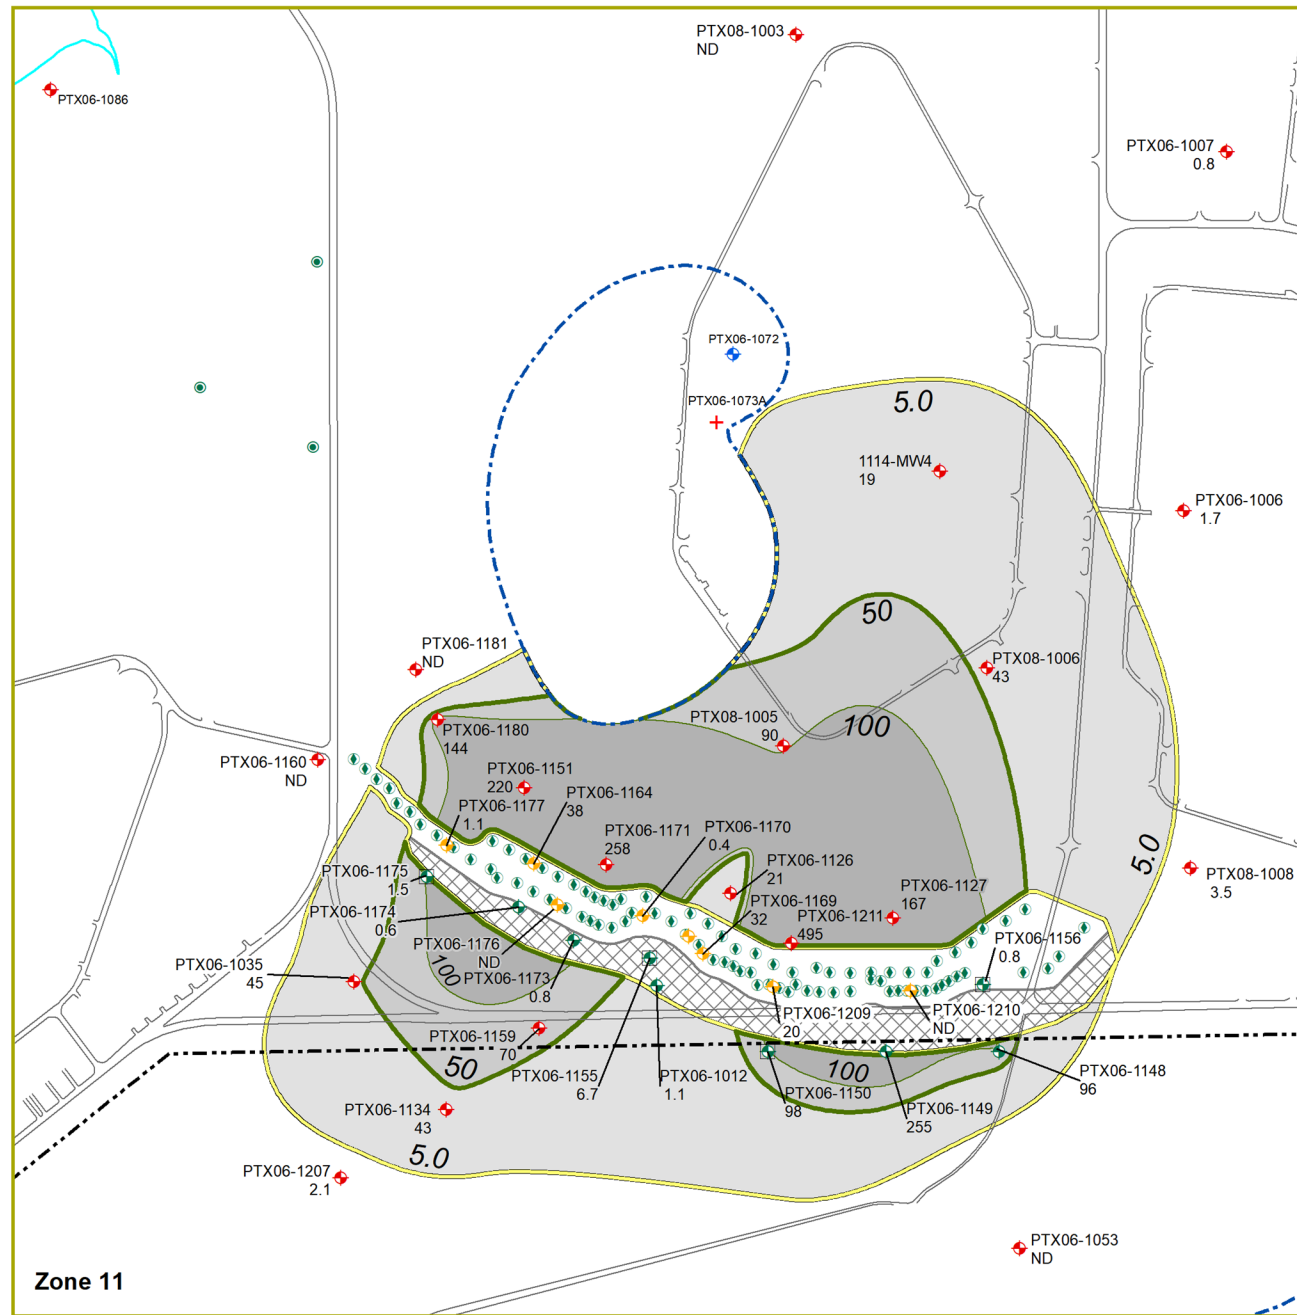 PTX08-1003
ND
PTX06-1086
PTX06-1007
0.8
PTX06-1072
PTX06-1073A
5.0
1114-MW4
19
PTX06-1006
1.7
50
PTX06-1181
ND
PTX08-1006
43
PTX08-1005
90
100
PTX06-1180
144
PTX06-1160
ND
PTX06-1151
220
PTX06-1164
38
PTX06-1177
1.1
PTX06-1170
0.4
PTX06-1171
258
PTX06-1126
21
5.0
PTX08-1008
3.5
PTX06-1175
1.5
PTX06-1127
167
PTX06-1169
32
PTX06-1174
0.6
PTX06-1211
495
PTX06-1156
0.8
PTX06-1176
ND
PTX06-1035
45
100
PTX06-1173
0.8
PTX06-1209
20
PTX06-1210
ND
PTX06-1159
70
50
PTX06-1155
6.7
PTX06-1012
1.1
100
PTX06-1150
98
PTX06-1148
96
PTX06-1149
255
PTX06-1134
43
5.0
PTX06-1207
2.1
PTX06-1053
ND
Zone 11